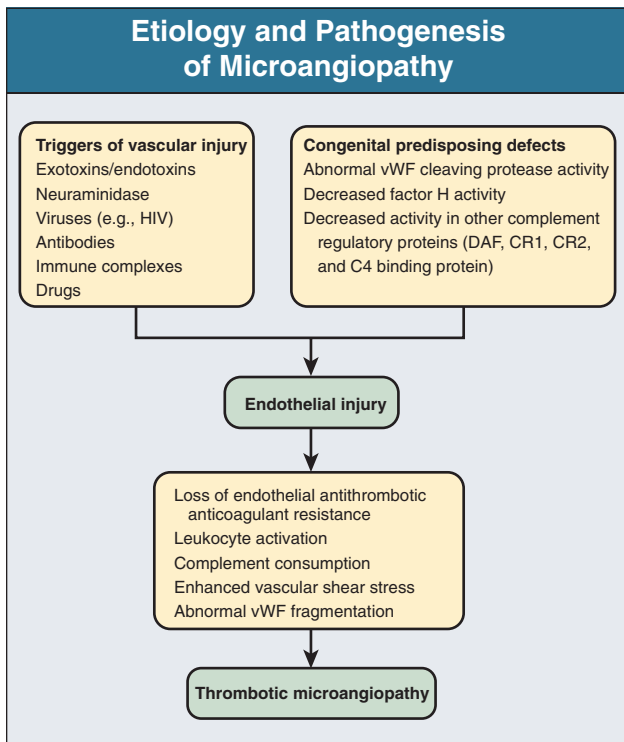 Etiology and Pathogenesis
of Microangiopathy
Triggers of vascular injury
Exotoxins/endotoxins
Neuraminidase
Viruses (e.g., HIV)
Antibodies
Immune complexes
Drugs
Congenital predisposing defects
Abnormal vWF cleaving protease activity
Decreased factor H activity
Decreased activity in other complement
regulatory proteins (DAF, CR1, CR2,
and C4 binding protein)
Endothelial injury
Loss of endothelial antithrombotic
anticoagulant resistance
Leukocyte activation
Complement consumption
Enhanced vascular shear stress
Abnormal vWF fragmentation
Thrombotic microangiopathy